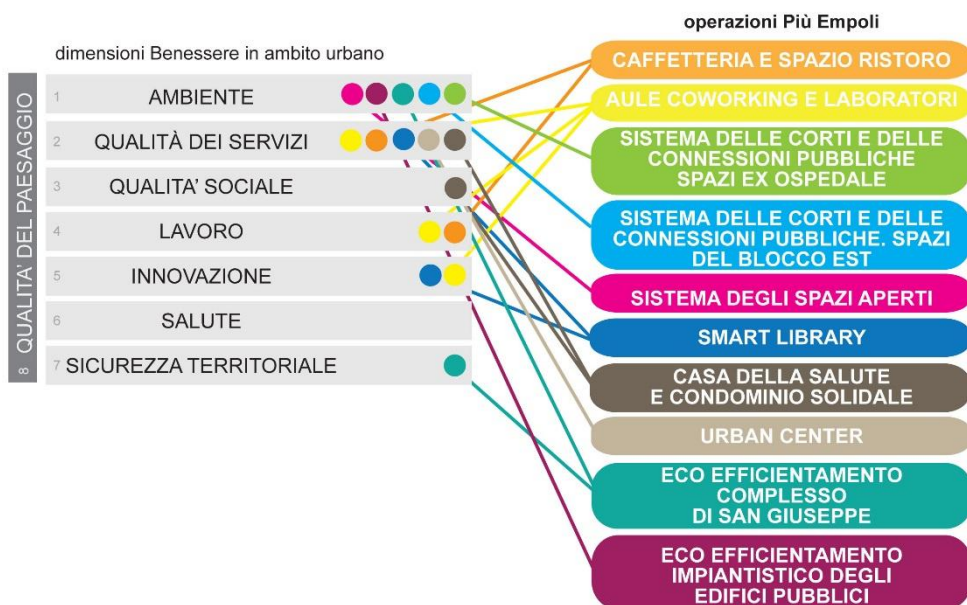 operazioni Più Empoli
dimensioni Benessere in ambito urbano
8 QUALITA' DEL PAESAGGIO
1 AMBIENTE
2 QUALITÀ DEI SERVIZI
3 QUALITA' SOCIALE
4 LAVORO
5 INNOVAZIONE
6 SALUTE
7 SICUREZZA TERRITORIALE
CAFFETTERIA E SPAZIO RISTORO
AULE COWORKING E LABORATORI
SISTEMA DELLE CORTI E DELLE
CONNESSIONI PUBBLICHE
SPAZI EX OSPEDALE
SISTEMA DELLE CORTI E DELLE
CONNESSIONI PUBBLICHE. SPAZI
DEL BLOCCO EST
SISTEMA DEGLI SPAZI APERTI
SMART LIBRARY
CASA DELLA SALUTE
E CONDOMINIO SOLIDALE
URBAN CENTER
ECO EFFICIENTAMENTO
COMPLESSO
DI SAN GIUSEPPE
ECO EFFICIENTAMENTO
IMPIANTISTICO DEGLI
EDIFICI PUBBLICI